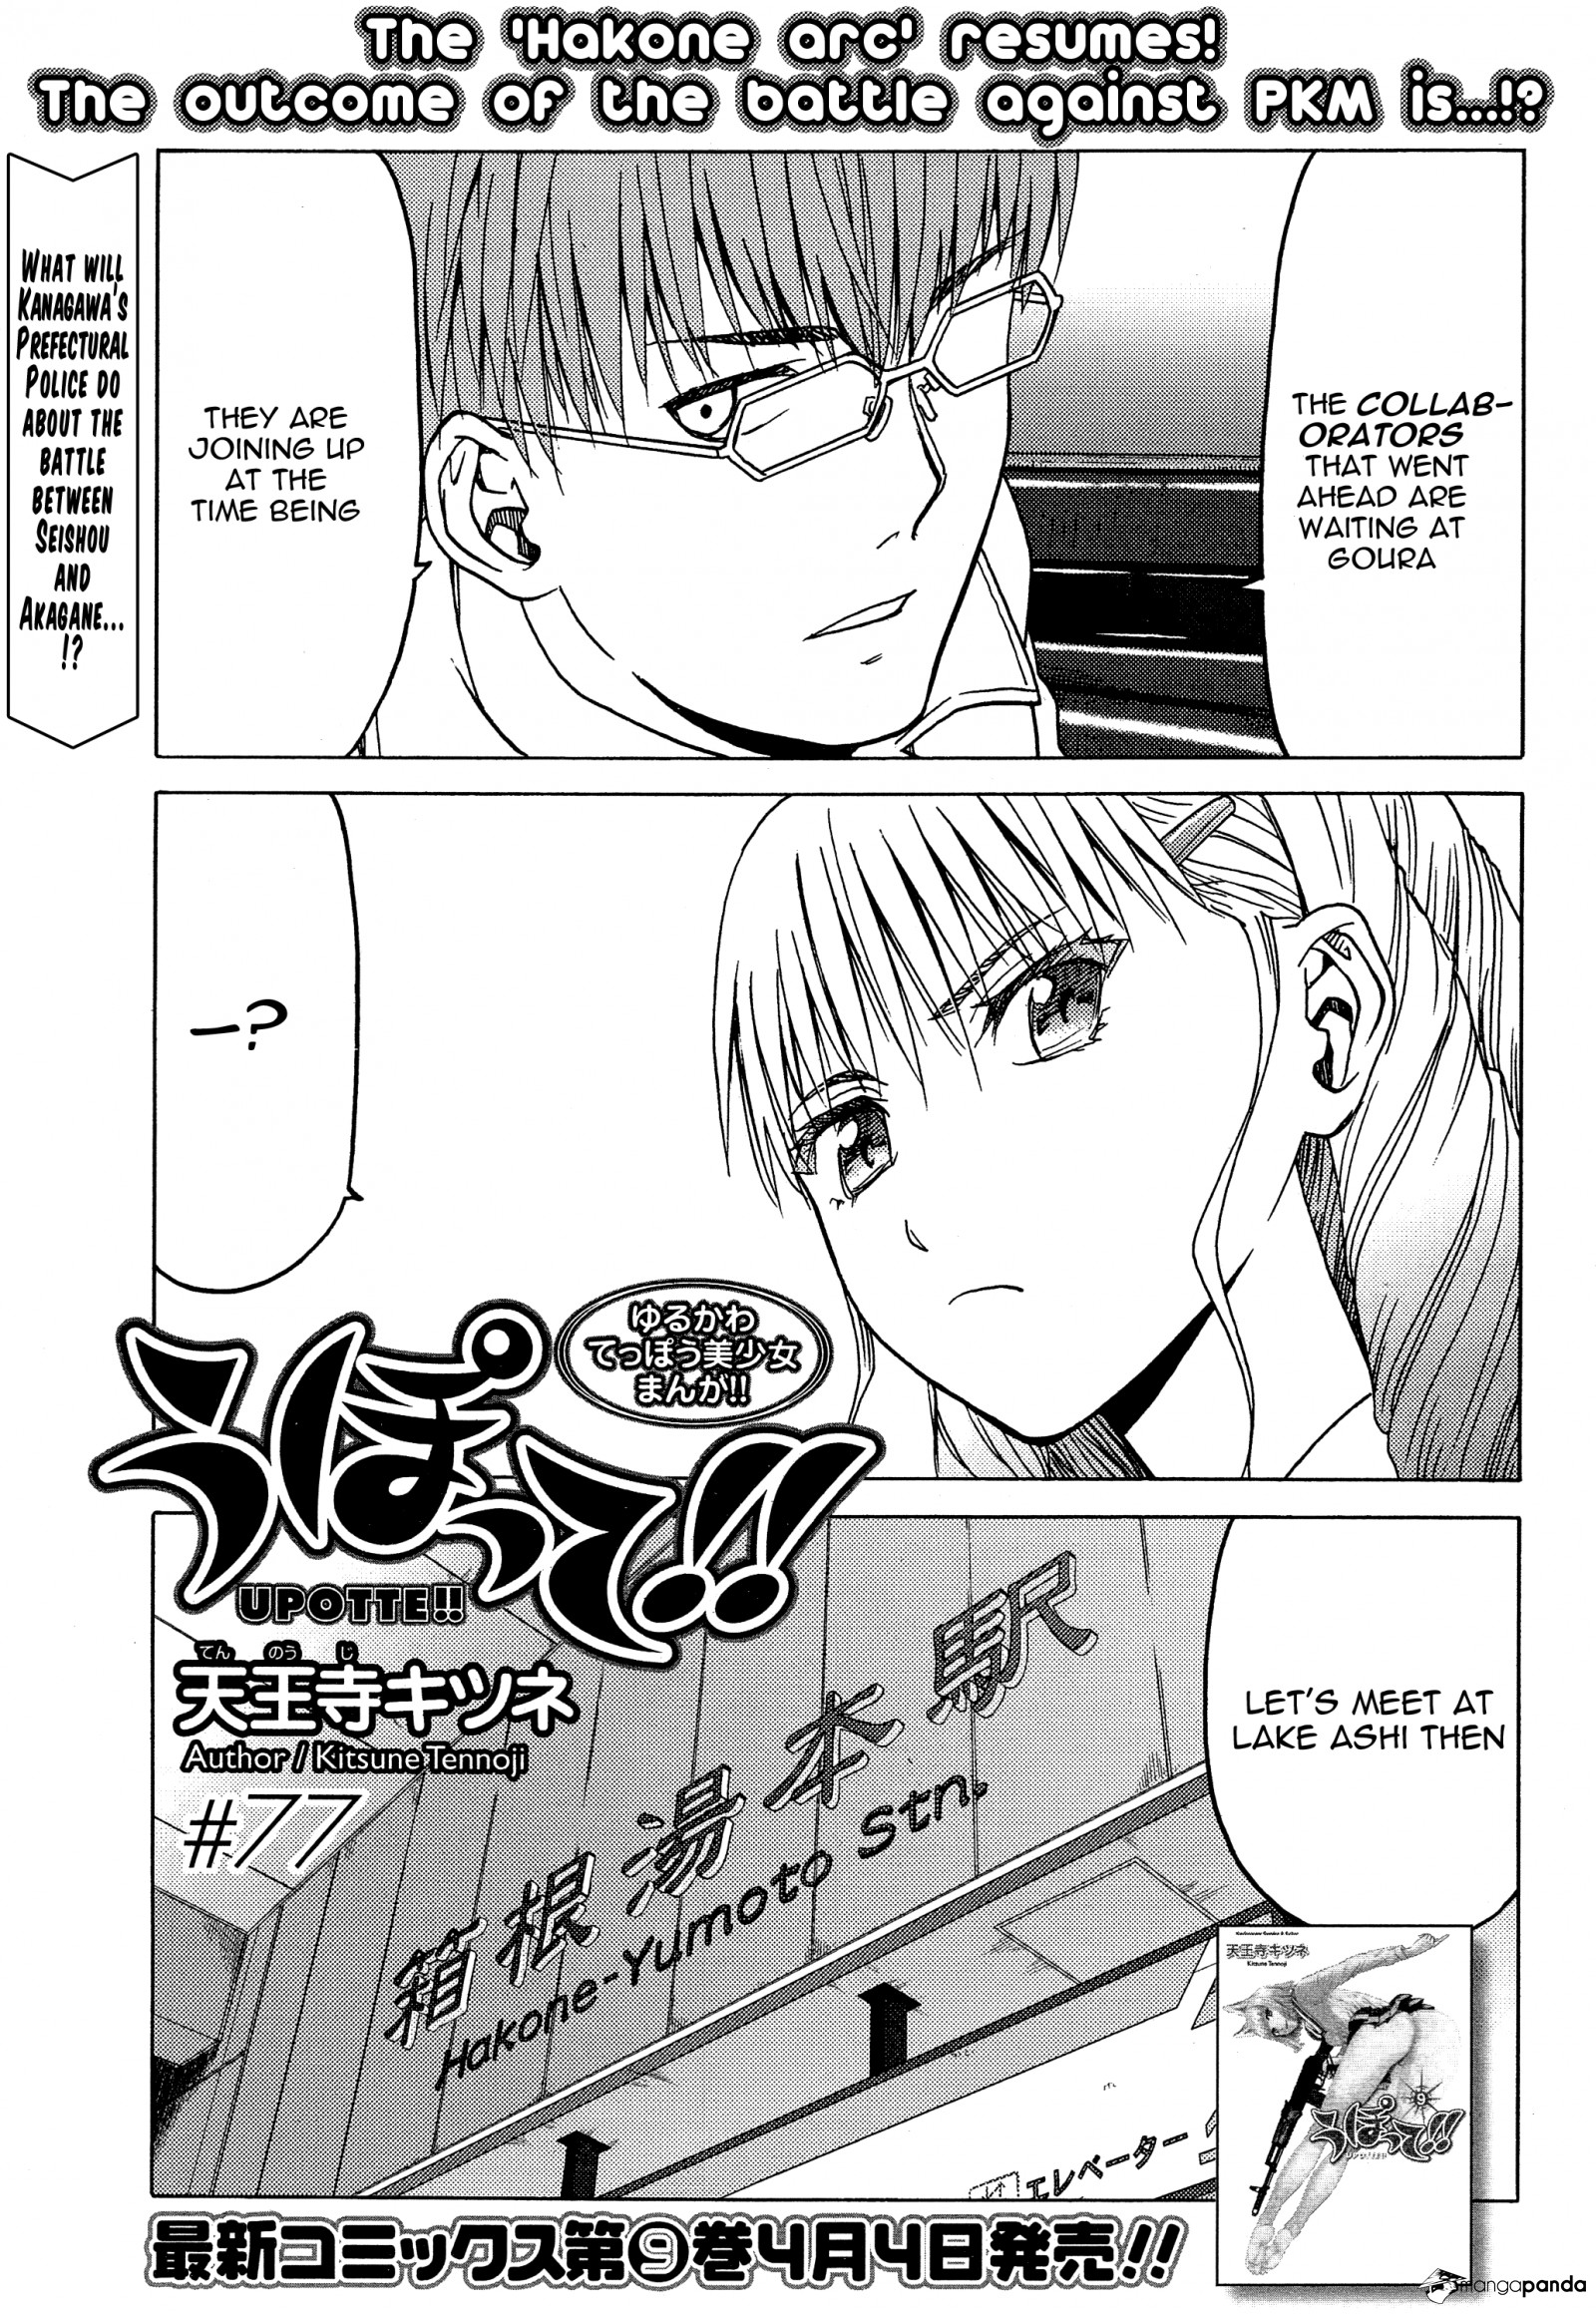 The 'Hakone arc' resumes!
The outcome of the battle against PKM is...!?
WHAT WILL
KANAGAWA'S
PREFECTURAL
POLICE DO
ABOUT THE
BATTLE
BETWEEN
SEISHOU
AND
AKAGANE...
!?
THE COLLAB-
ORATORS
THAT WENT
AHEAD ARE
WAITING AT
GOURA
THEY ARE
JOINING UP
AT THE
TIME BEING
—?
ゆるかわ
てっぽう美少女
まんが!!
うぽって!!
UPOTTE!!
てん のう じ
天王寺キツネ
Author / Kitsune Tennoji
#77
LET'S MEET AT
LAKE ASHI THEN
箱根湯本駅
Hakone-Yumoto Stn.
エレベーター
天王寺キツネ
Kitsune Tennoji
9
うぽって!!
最新コミックス第9巻4月4日発売!!
mangapanda